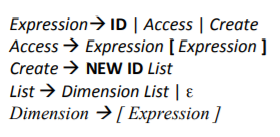 Expression→ ID | Access | Create
Access → Expression [ Expression ]
Create → NEW ID List
List → Dimension List | ε
Dimension → [ Expression ]